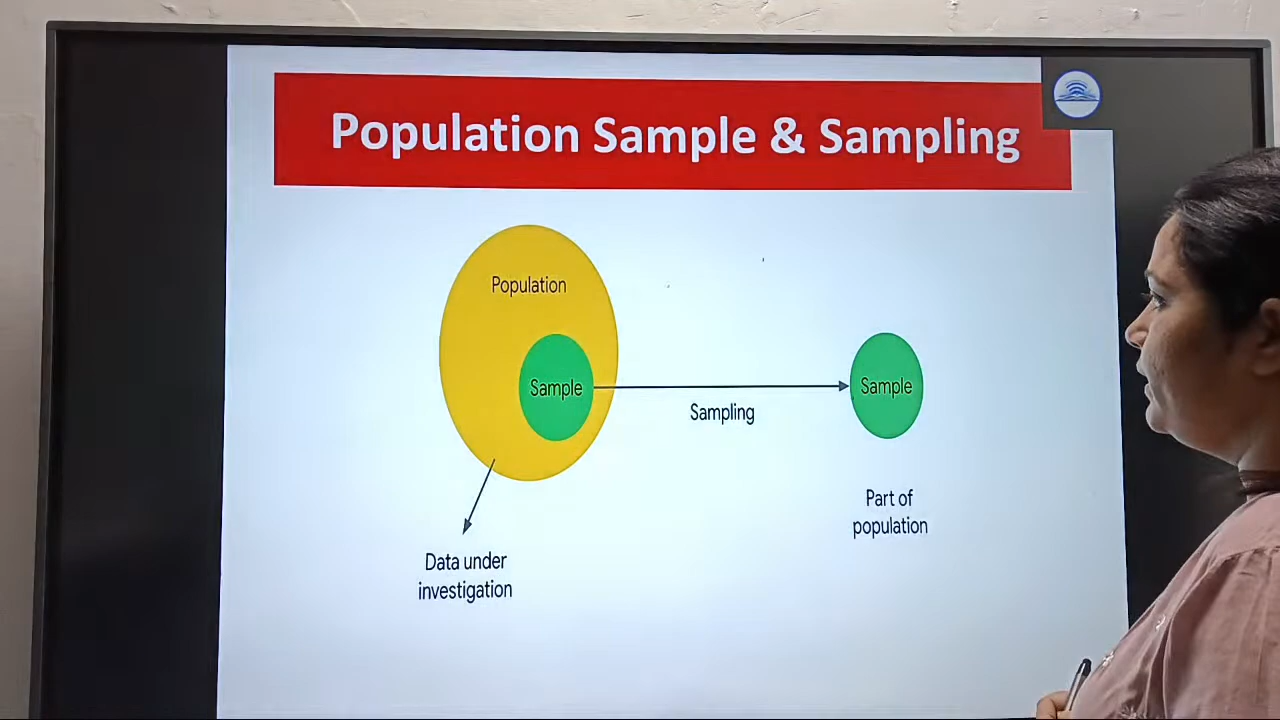 Population Sample & Sampling
Population
Sample
Sampling
Sample
Part of
population
Data under
investigation